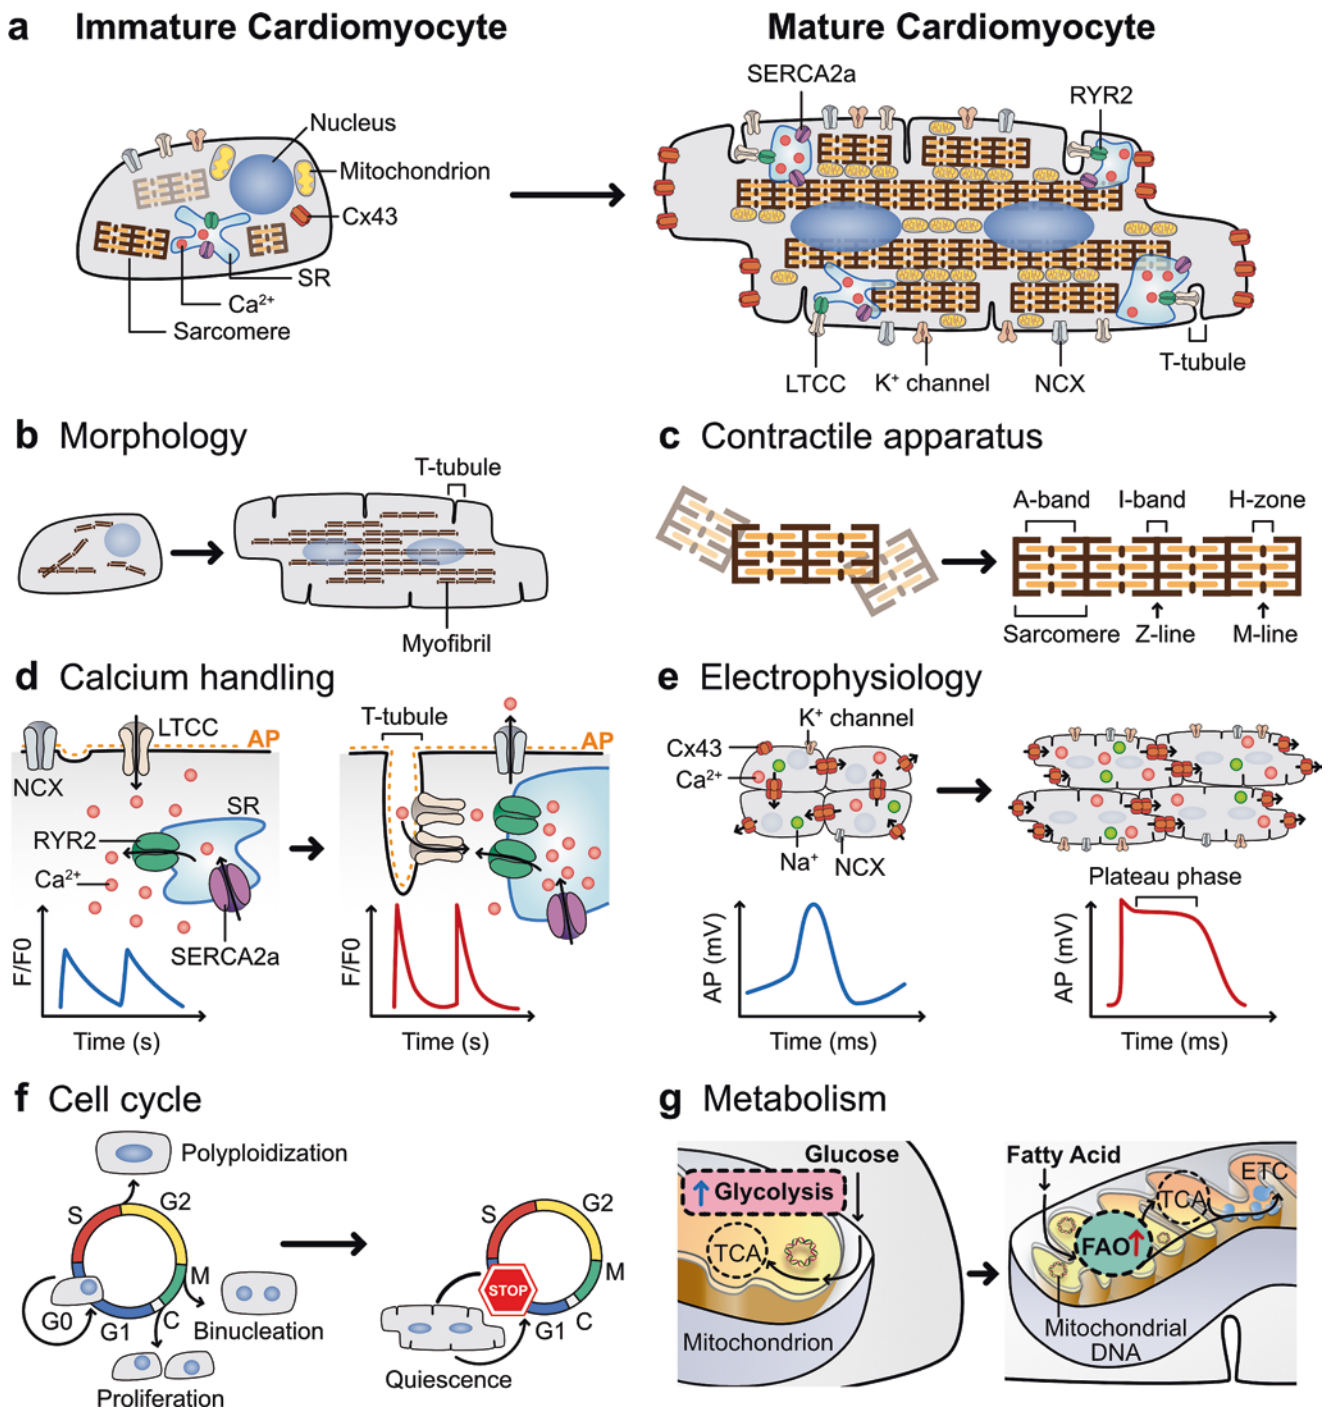 a Immature Cardiomyocyte
Mature Cardiomyocyte
SERCA2a
RYR2
Nucleus
Mitochondrion
Cx43
SR
Ca²⁺
Sarcomere
LTCC
K⁺ channel
NCX
T-tubule
b Morphology
T-tubule
Myofibril
c Contractile apparatus
A-band
I-band
H-zone
Sarcomere
Z-line
M-line
d Calcium handling
LTCC
AP
NCX
SR
RYR2
Ca²⁺
SERCA2a
F/F0
Time (s)
T-tubule
AP
F/F0
Time (s)
e Electrophysiology
K⁺ channel
Cx43
Ca²⁺
Na⁺
NCX
AP (mV)
Time (ms)
Plateau phase
AP (mV)
Time (ms)
f Cell cycle
Polyploidization
S
G2
M
G0
G1
C
Binucleation
Proliferation
S
G2
M
STOP
G1
C
Quiescence
g Metabolism
Glucose
Glycolysis
TCA
Mitochondrion
Fatty Acid
ETC
TCA
FAO
Mitochondrial
DNA